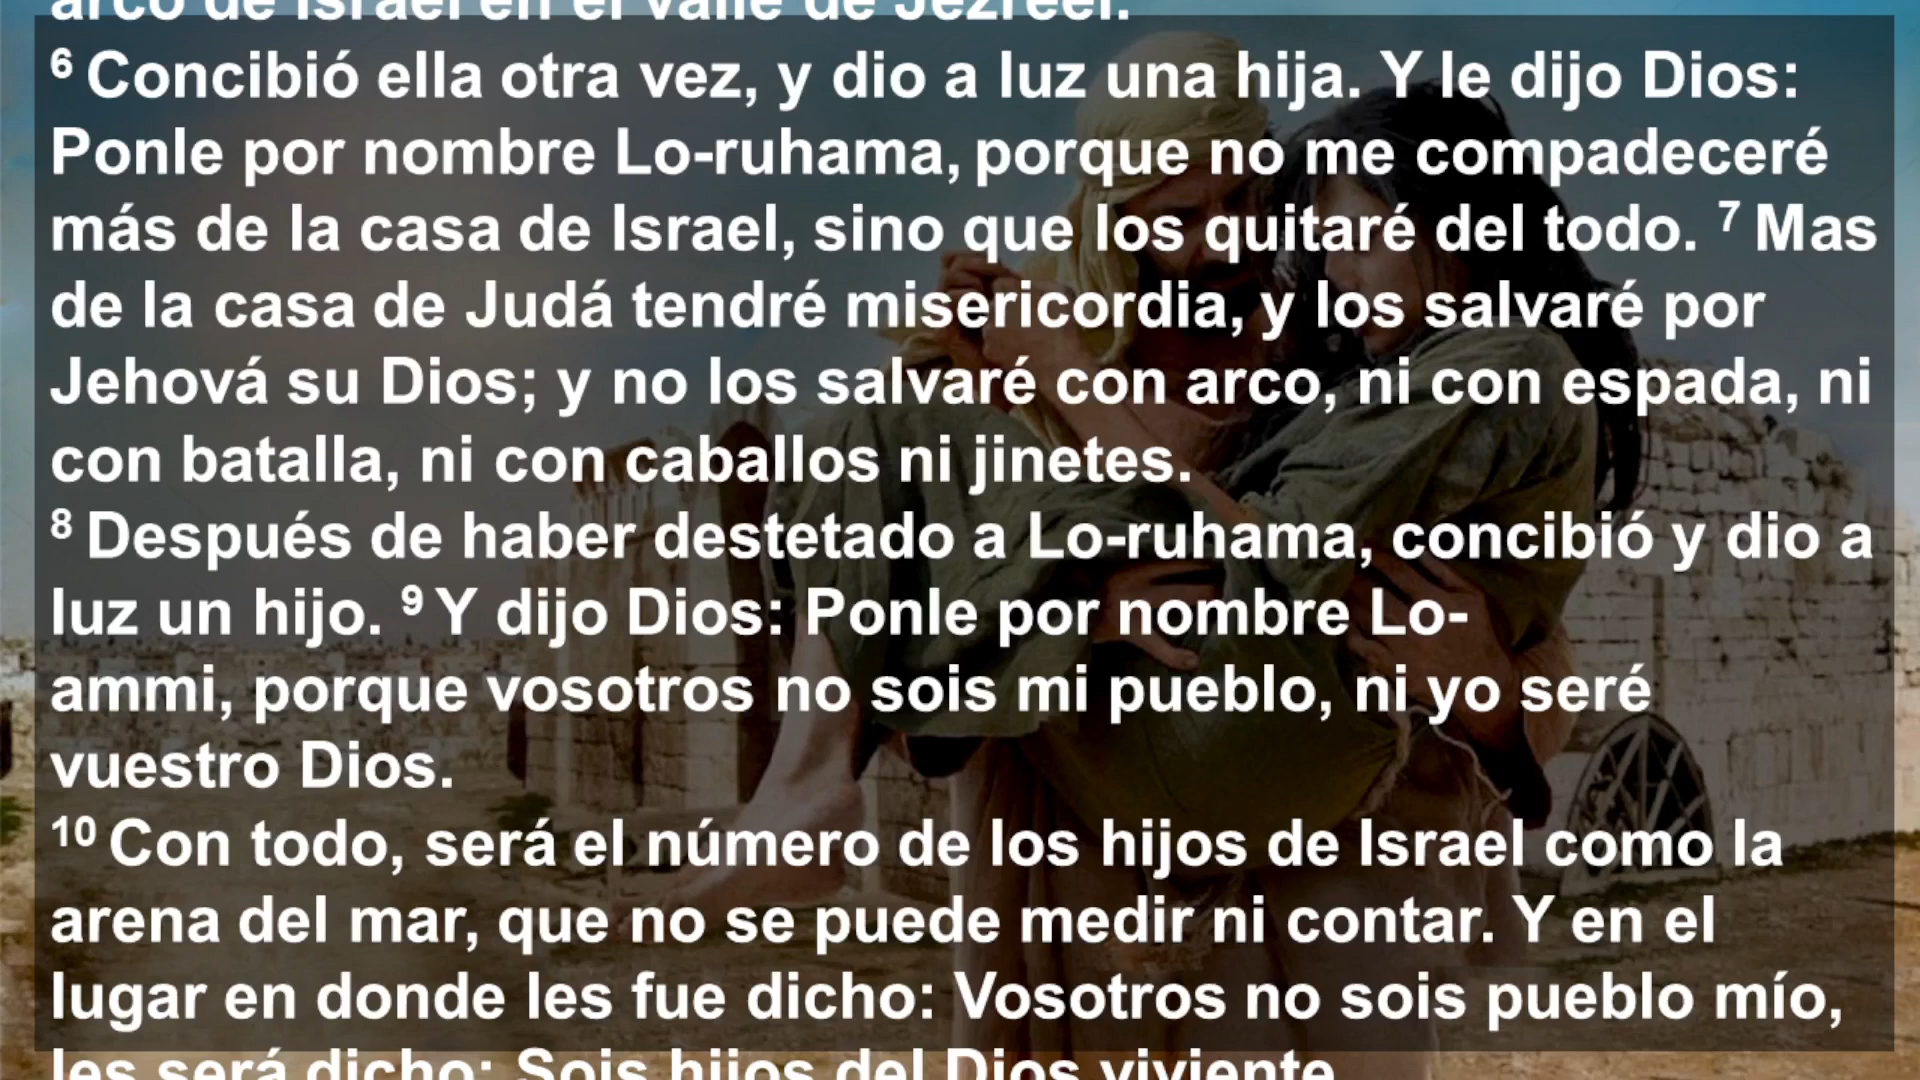 arco de Israel en el valle de Jezreel.
6 Concibió ella otra vez, y dio a luz una hija. Y le dijo Dios:
Ponle por nombre Lo-ruhama, porque no me compadeceré
más de la casa de Israel, sino que los quitaré del todo. 7 Mas
de la casa de Judá tendré misericordia, y los salvaré por
Jehová su Dios; y no los salvaré con arco, ni con espada, ni
con batalla, ni con caballos ni jinetes.
8 Después de haber destetado a Lo-ruhama, concibió y dio a
luz un hijo. 9 Y dijo Dios: Ponle por nombre Lo-
ammi, porque vosotros no sois mi pueblo, ni yo seré
vuestro Dios.
10 Con todo, será el número de los hijos de Israel como la
arena del mar, que no se puede medir ni contar. Y en el
lugar en donde les fue dicho: Vosotros no sois pueblo mío,
les será dicho: Sois hijos del Dios viviente.